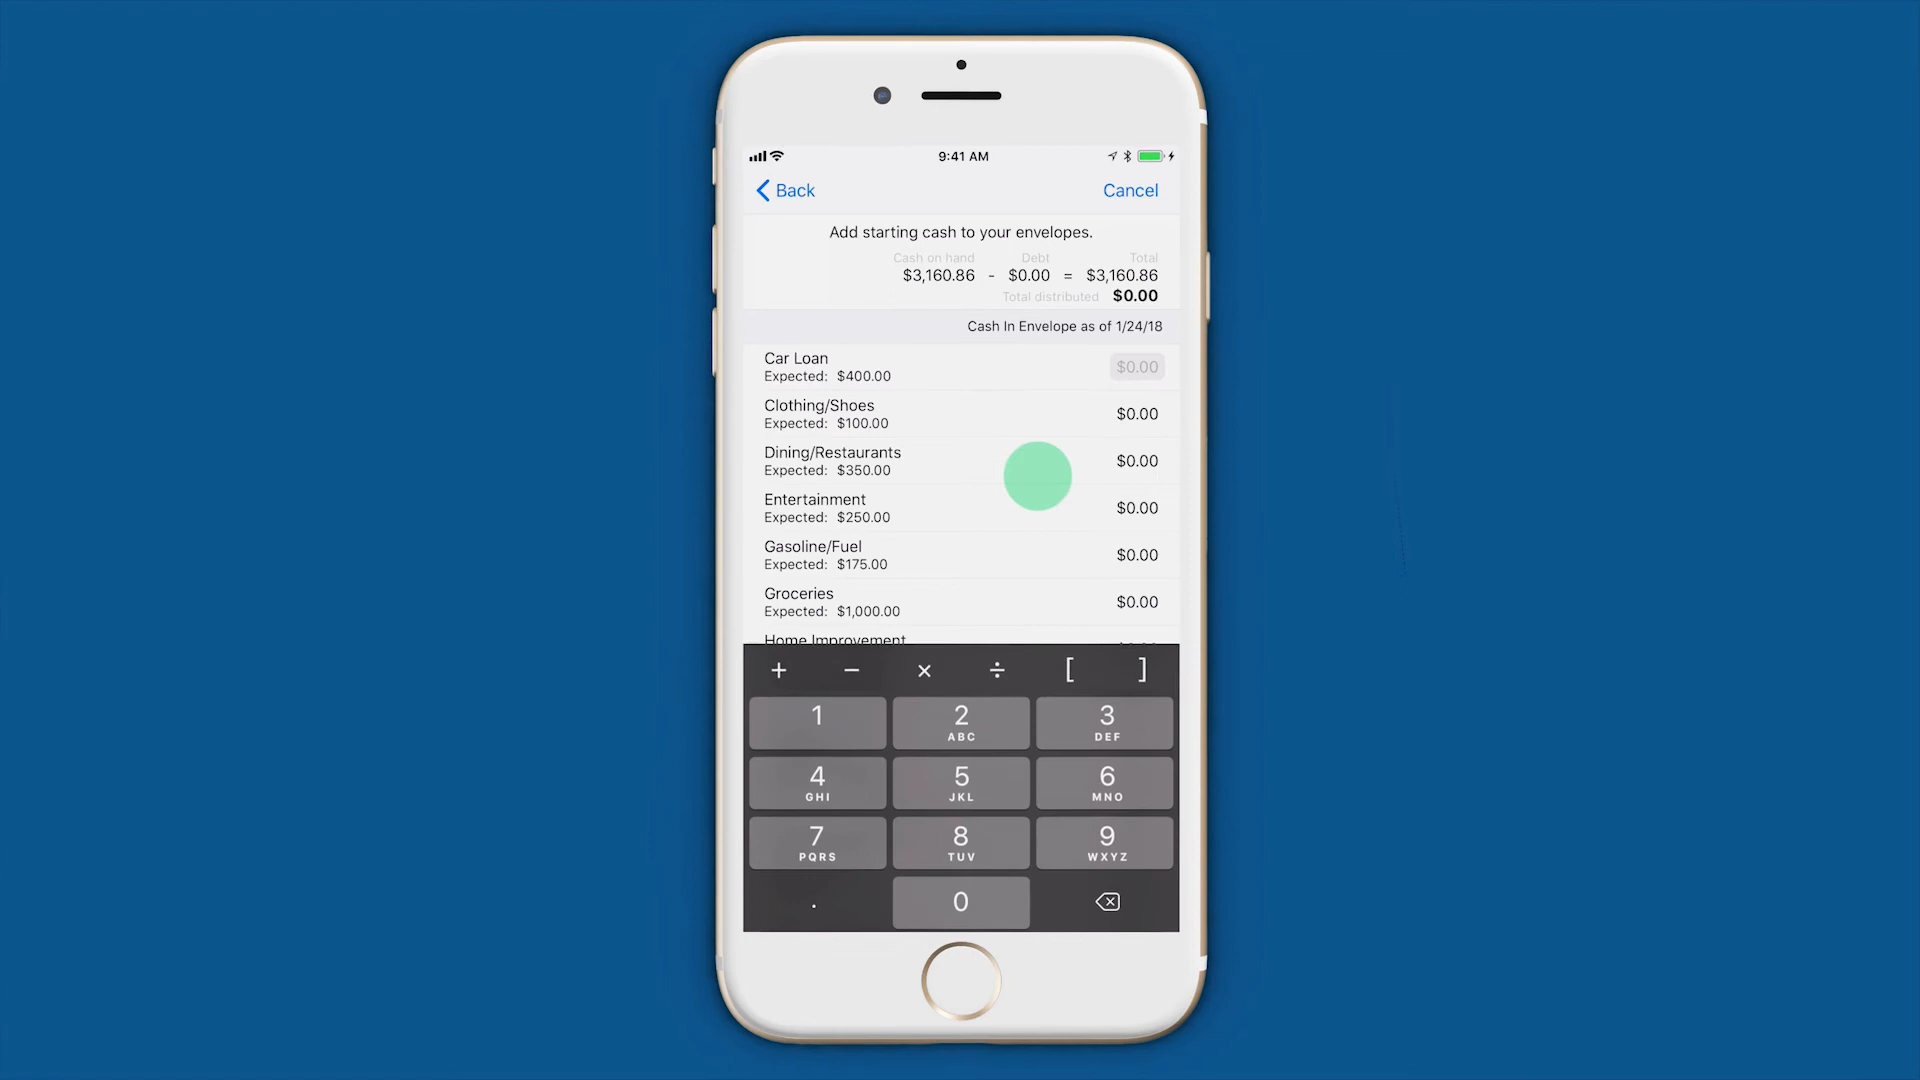 9:41 AM
Back
Cancel
Add starting cash to your envelopes.
Cash on hand Debt Total
$3,160.86 - $0.00 = $3,160.86
Total distributed $0.00
Cash In Envelope as of 1/24/18
Car Loan
Expected: $400.00
$0.00
Clothing/Shoes
Expected: $100.00
$0.00
Dining/Restaurants
Expected: $350.00
$0.00
Entertainment
Expected: $250.00
$0.00
Gasoline/Fuel
Expected: $175.00
$0.00
Groceries
Expected: $1,000.00
$0.00
Home Improvement
+ − × ÷ [ ]
1 2 3
ABC DEF
4 5 6
GHI JKL MNO
7 8 9
PQRS TUV WXYZ
. 0